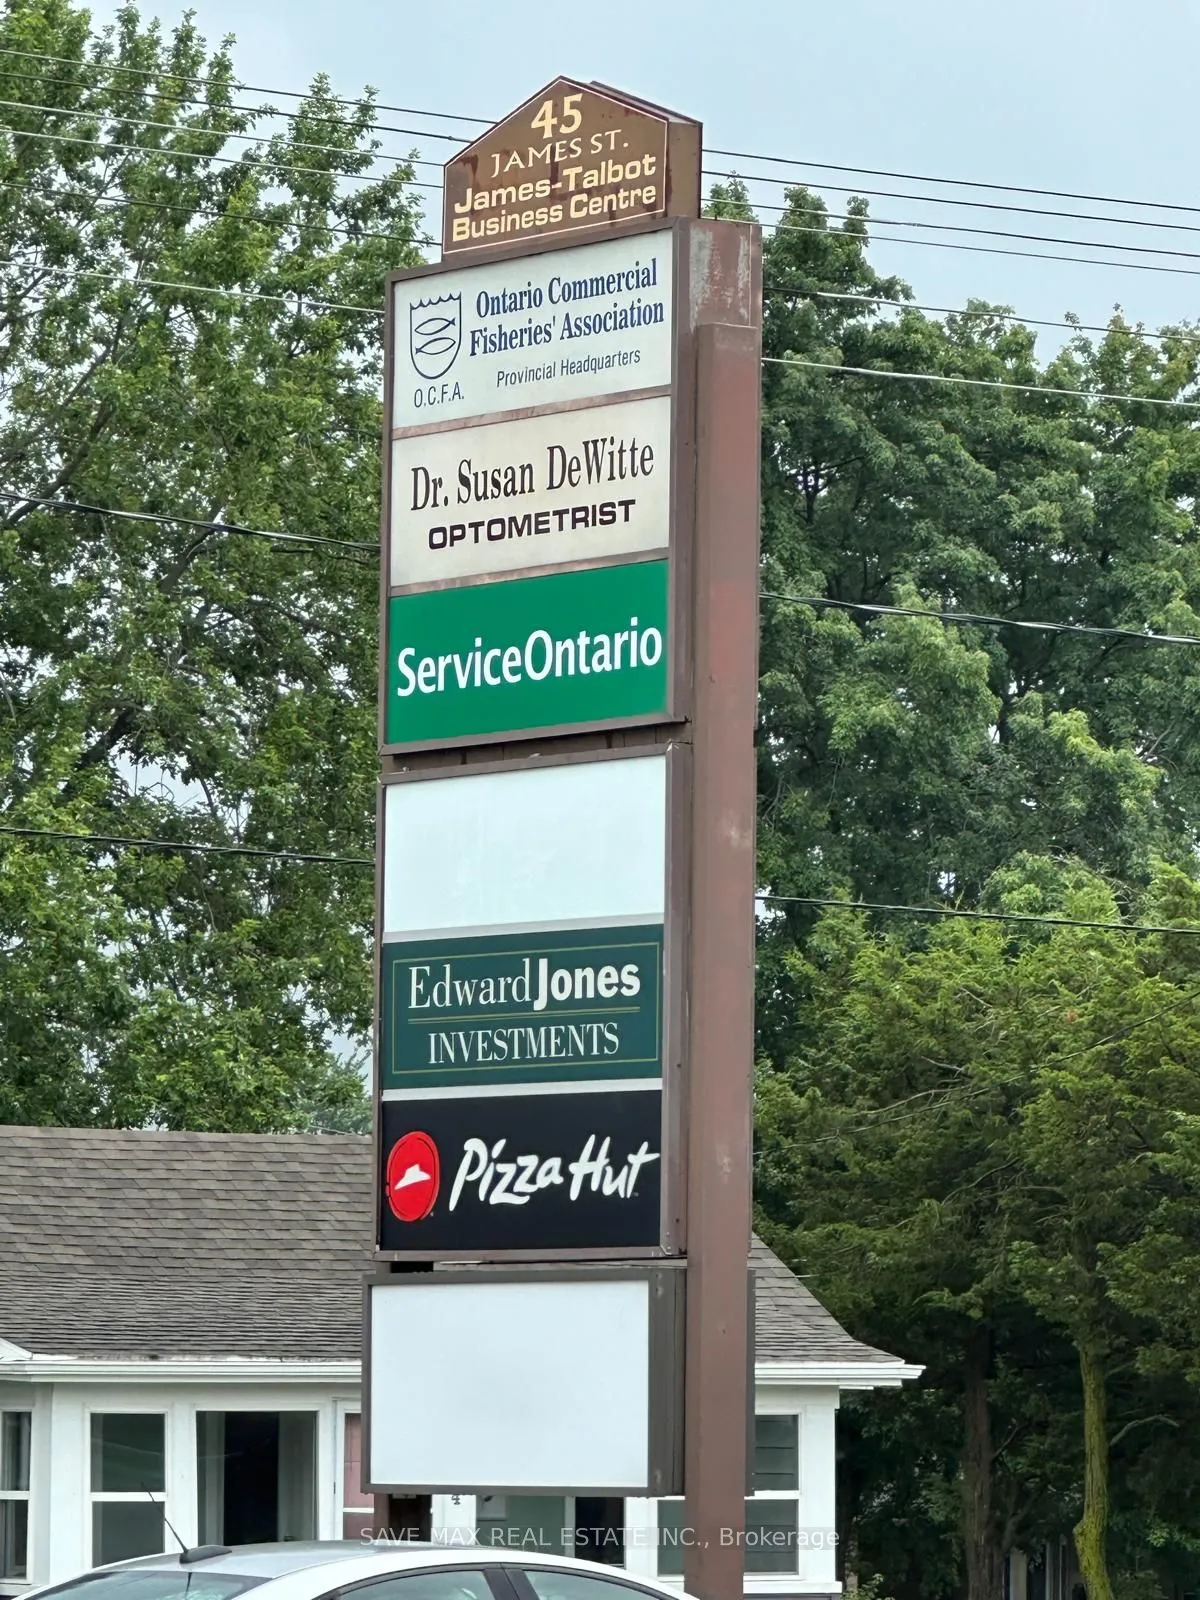 45
JAMES ST.
James-Talbot
Business Centre
Ontario Commercial
Fisheries' Association
O.C.F.A.
Provincial Headquarters
Dr. Susan DeWitte
OPTOMETRIST
ServiceOntario
Edward Jones
INVESTMENTS
Pizza Hut
4
SAVE MAX REAL ESTATE INC., Brokerage